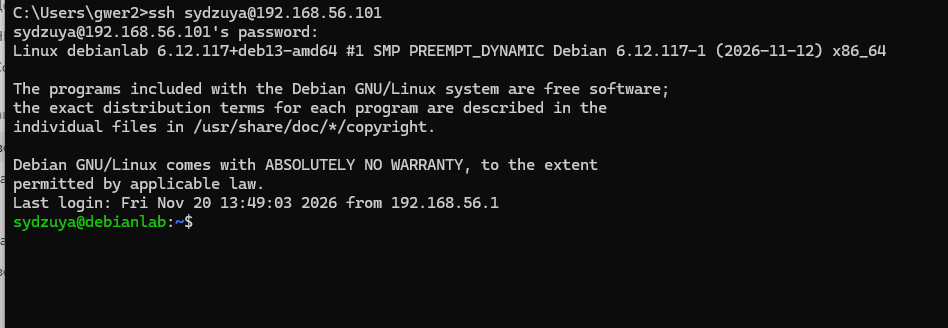 C:\Users\gwer2>ssh sydzuya@192.168.56.101
sydzuya@192.168.56.101's password:
Linux debianlab 6.12.117+deb13-amd64 #1 SMP PREEMPT_DYNAMIC Debian 6.12.117-1 (2026-11-12) x86_64

The programs included with the Debian GNU/Linux system are free software;
the exact distribution terms for each program are described in the
individual files in /usr/share/doc/*/copyright.

Debian GNU/Linux comes with ABSOLUTELY NO WARRANTY, to the extent
permitted by applicable law.
Last login: Fri Nov 20 13:49:03 2026 from 192.168.56.1
sydzuya@debianlab:~$